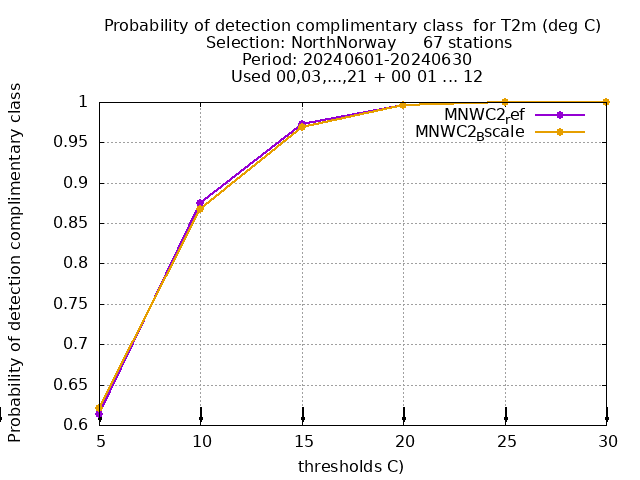 Probability of detection complimentary class  for T2m (deg C)
Selection: NorthNorway     67 stations
Period: 20240601-20240630
Used 00,03,...,21 + 00 01 ... 12
Probability of detection complimentary class
1
0.95
0.9
0.85
0.8
0.75
0.7
0.65
0.6
MNWC2ref
MNWC2Bscale
5 10 15 20 25 30
thresholds C)